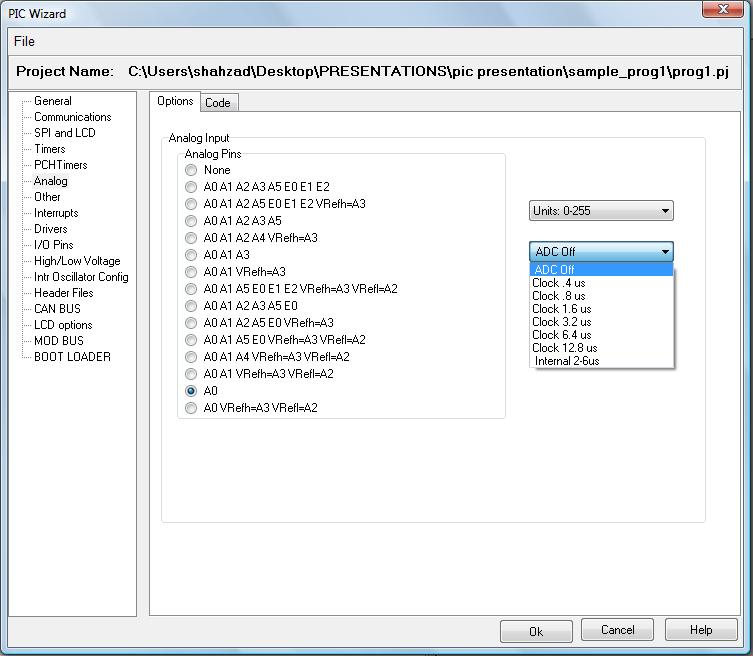 PIC Wizard
File
Project Name: C:\Users\shahzad\Desktop\PRESENTATIONS\pic presentation\sample_prog1\prog1.pj
General
Communications
SPI and LCD
Timers
PCHTimers
Analog
Other
Interrupts
Drivers
I/O Pins
High/Low Voltage
Intr Oscillator Config
Header Files
CAN BUS
LCD options
MOD BUS
BOOT LOADER
Options Code
Analog Input
Analog Pins
None
A0 A1 A2 A3 A5 E0 E1 E2
A0 A1 A2 A5 E0 E1 E2 VRefh=A3
A0 A1 A2 A3 A5
A0 A1 A2 A4 VRefh=A3
A0 A1 A3
A0 A1 VRefh=A3
A0 A1 A5 E0 E1 E2 VRefh=A3 VRefl=A2
A0 A1 A2 A3 A5 E0
A0 A1 A2 A5 E0 VRefh=A3
A0 A1 A5 E0 VRefh=A3 VRefl=A2
A0 A1 A4 VRefh=A3 VRefl=A2
A0 A1 VRefh=A3 VRefl=A2
A0
A0 VRefh=A3 VRefl=A2
Units: 0-255
ADC Off
ADC Off
Clock .4 us
Clock .8 us
Clock 1.6 us
Clock 3.2 us
Clock 6.4 us
Clock 12.8 us
Internal 2-6us
Ok Cancel Help